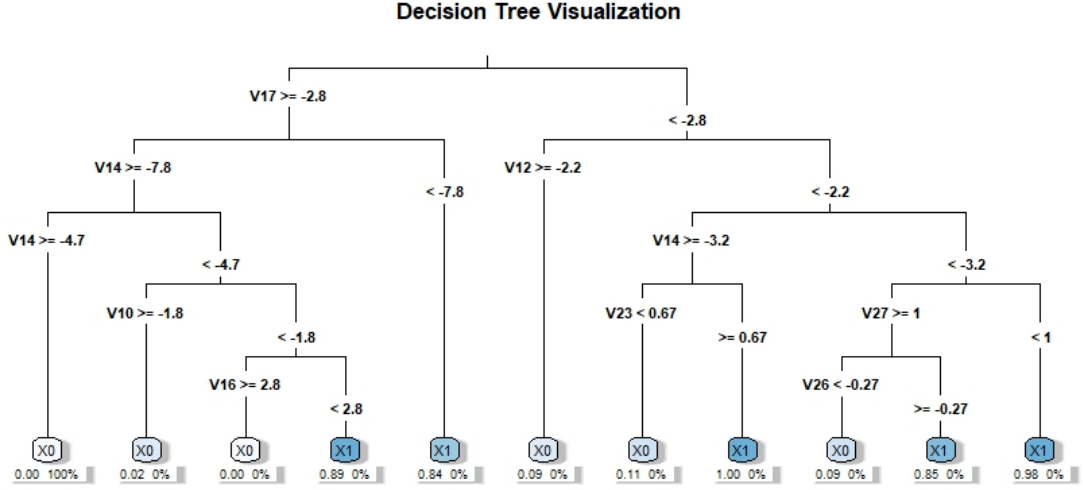 Decision Tree Visualization
V17 >= -2.8
< -2.8
V14 >= -7.8
V12 >= -2.2
< -7.8
< -2.2
V14 >= -4.7
V14 >= -3.2
< -4.7
< -3.2
V10 >= -1.8
V23 < 0.67
V27 >= 1
< -1.8
>= 0.67
< 1
V16 >= 2.8
V26 < -0.27
< 2.8
>= -0.27
X0 X0 X0 X1 X1 X0 X0 X1 X0 X1 X1
0.00 100% 0.02 0% 0.00 0% 0.89 0% 0.84 0% 0.09 0% 0.11 0% 1.00 0% 0.09 0% 0.85 0% 0.98 0%